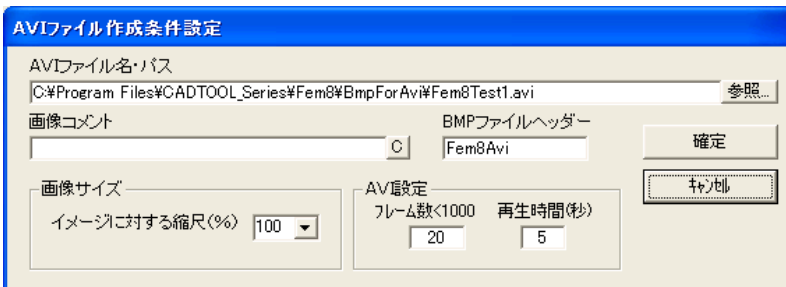 AVIファイル作成条件設定
AVIファイル名・パス
C:¥Program Files¥CADTOOL_Series¥Fem8¥BmpForAvi¥Fem8Test1.avi
参照...
画像コメント
C
BMPファイルヘッダー
Fem8Avi
確定
ｷｬﾝｾﾙ
画像サイズ
イメージに対する縮尺(%)
100
AVI設定
ﾌﾚｰﾑ数<1000 再生時間(秒)
20 5